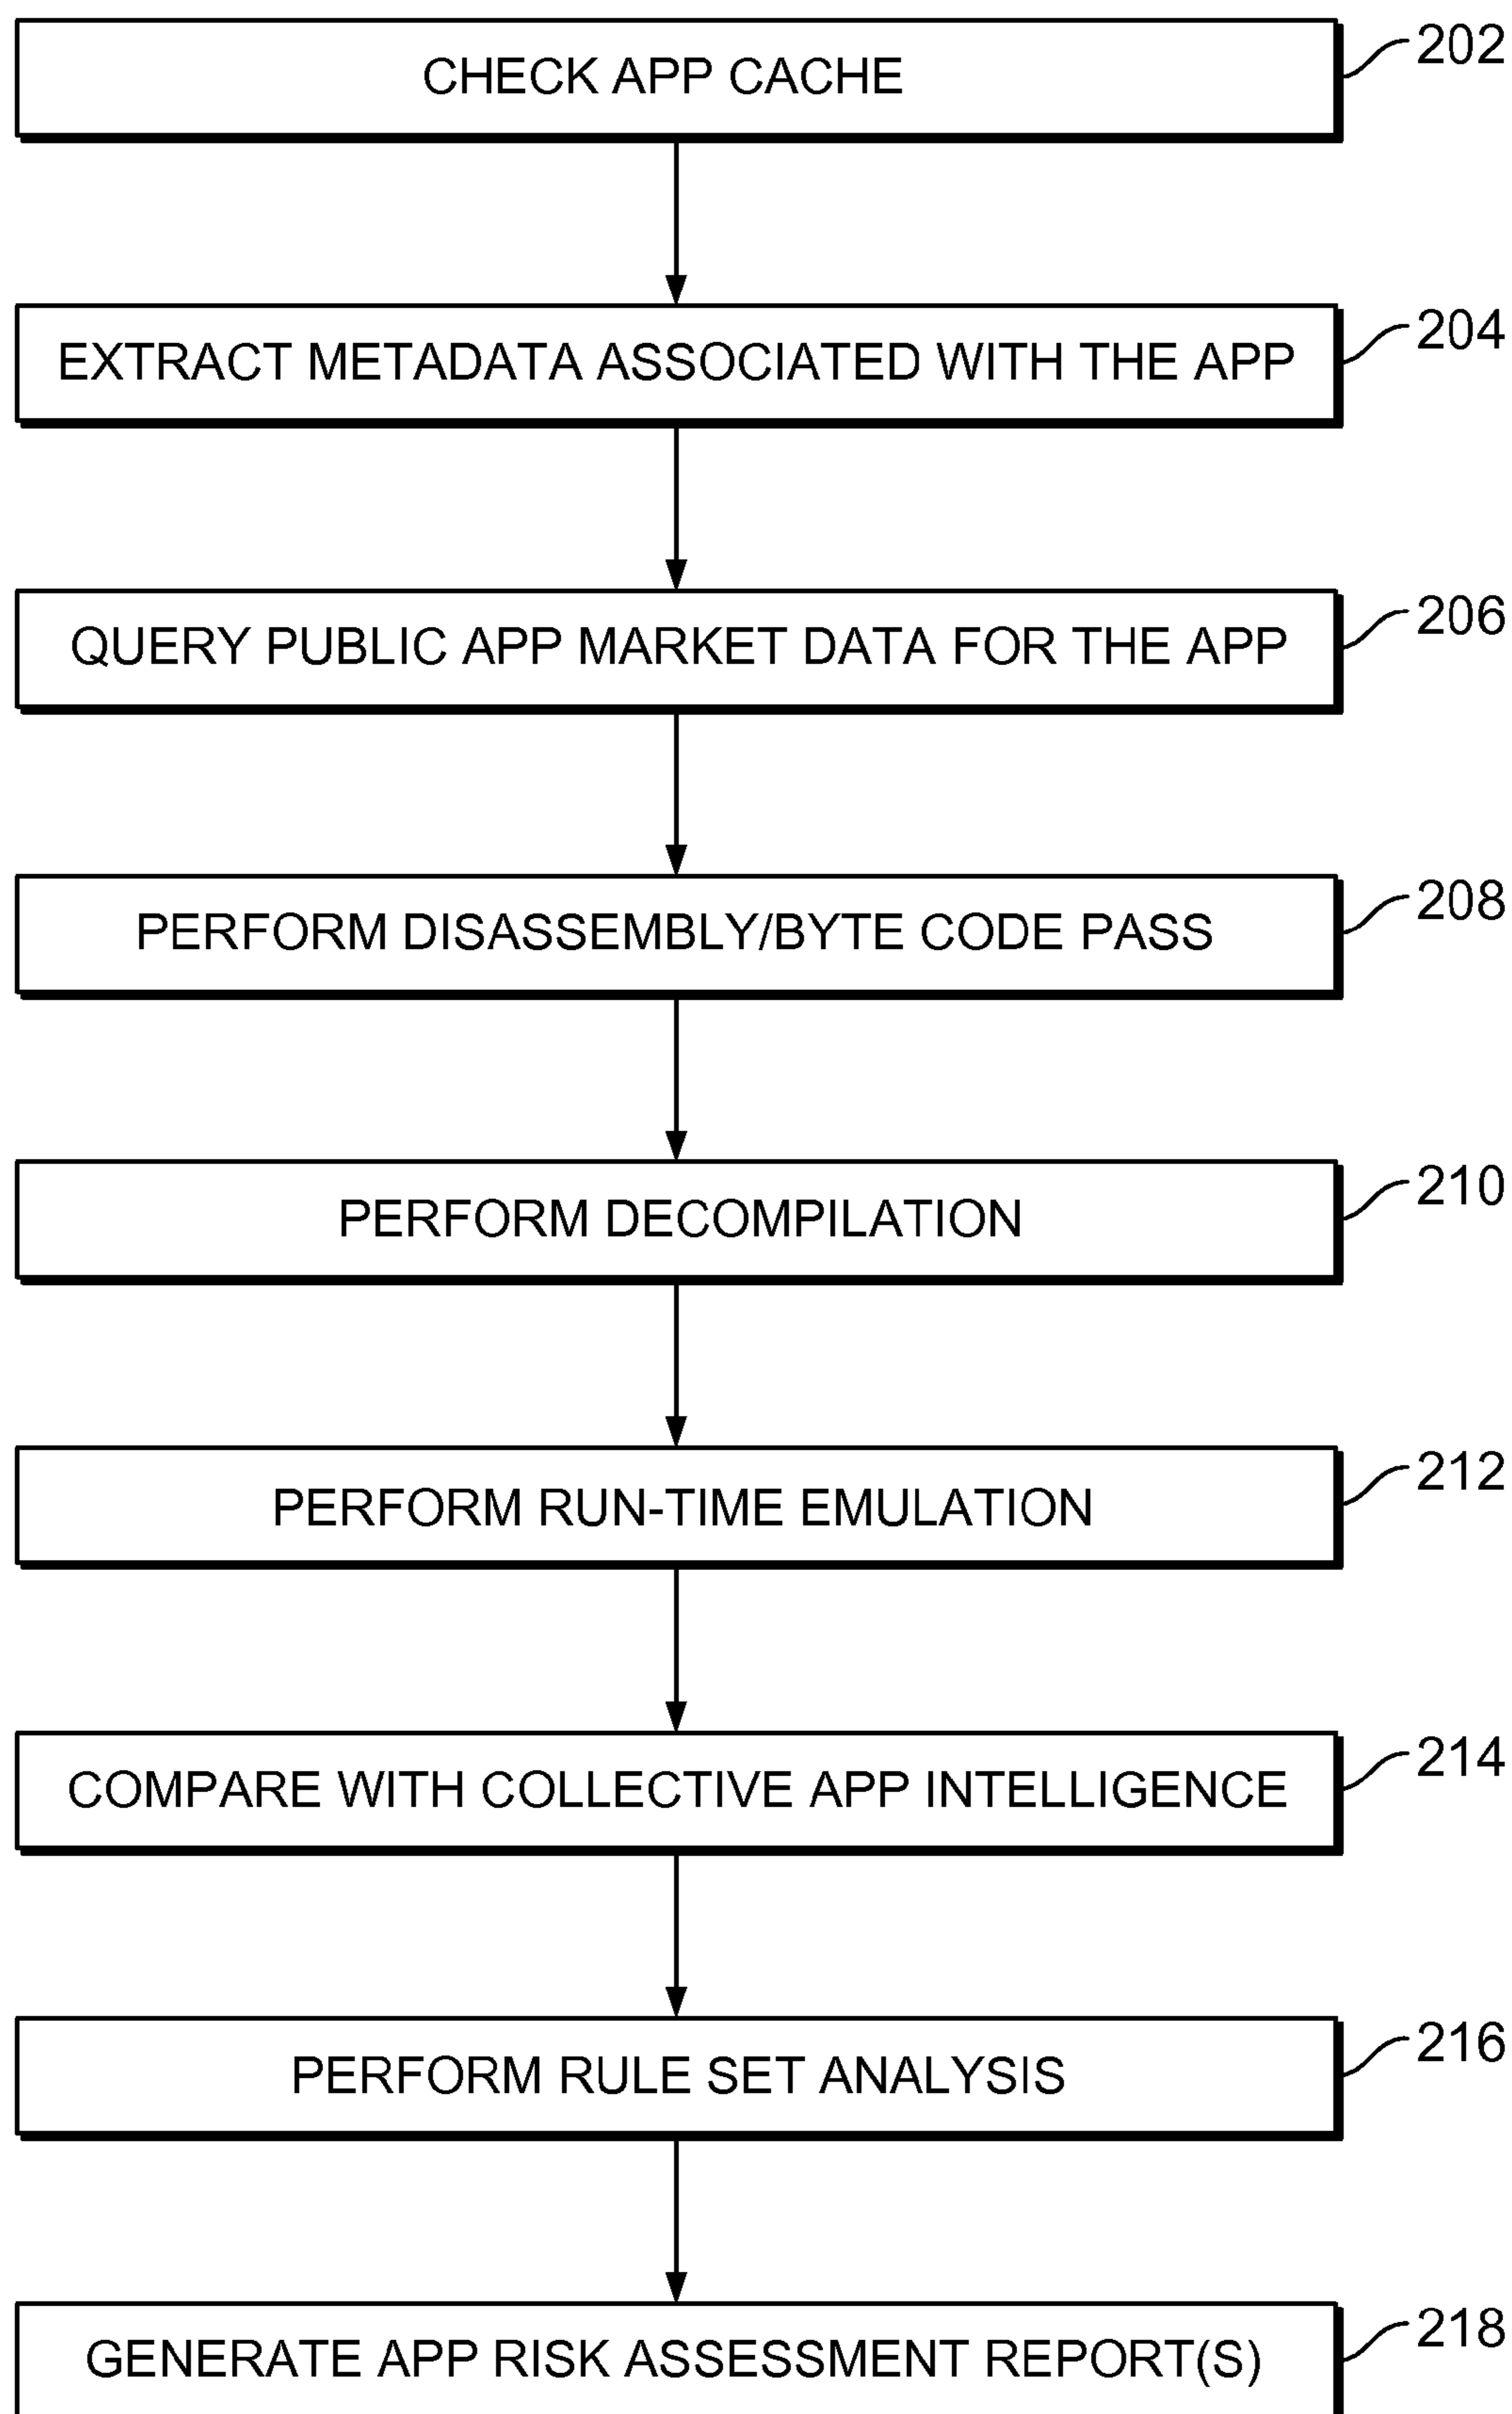 CHECK APP CACHE
202
EXTRACT METADATA ASSOCIATED WITH THE APP
204
QUERY PUBLIC APP MARKET DATA FOR THE APP
206
PERFORM DISASSEMBLY/BYTE CODE PASS
208
PERFORM DECOMPILATION
210
PERFORM RUN-TIME EMULATION
212
COMPARE WITH COLLECTIVE APP INTELLIGENCE
214
PERFORM RULE SET ANALYSIS
216
GENERATE APP RISK ASSESSMENT REPORT(S)
218